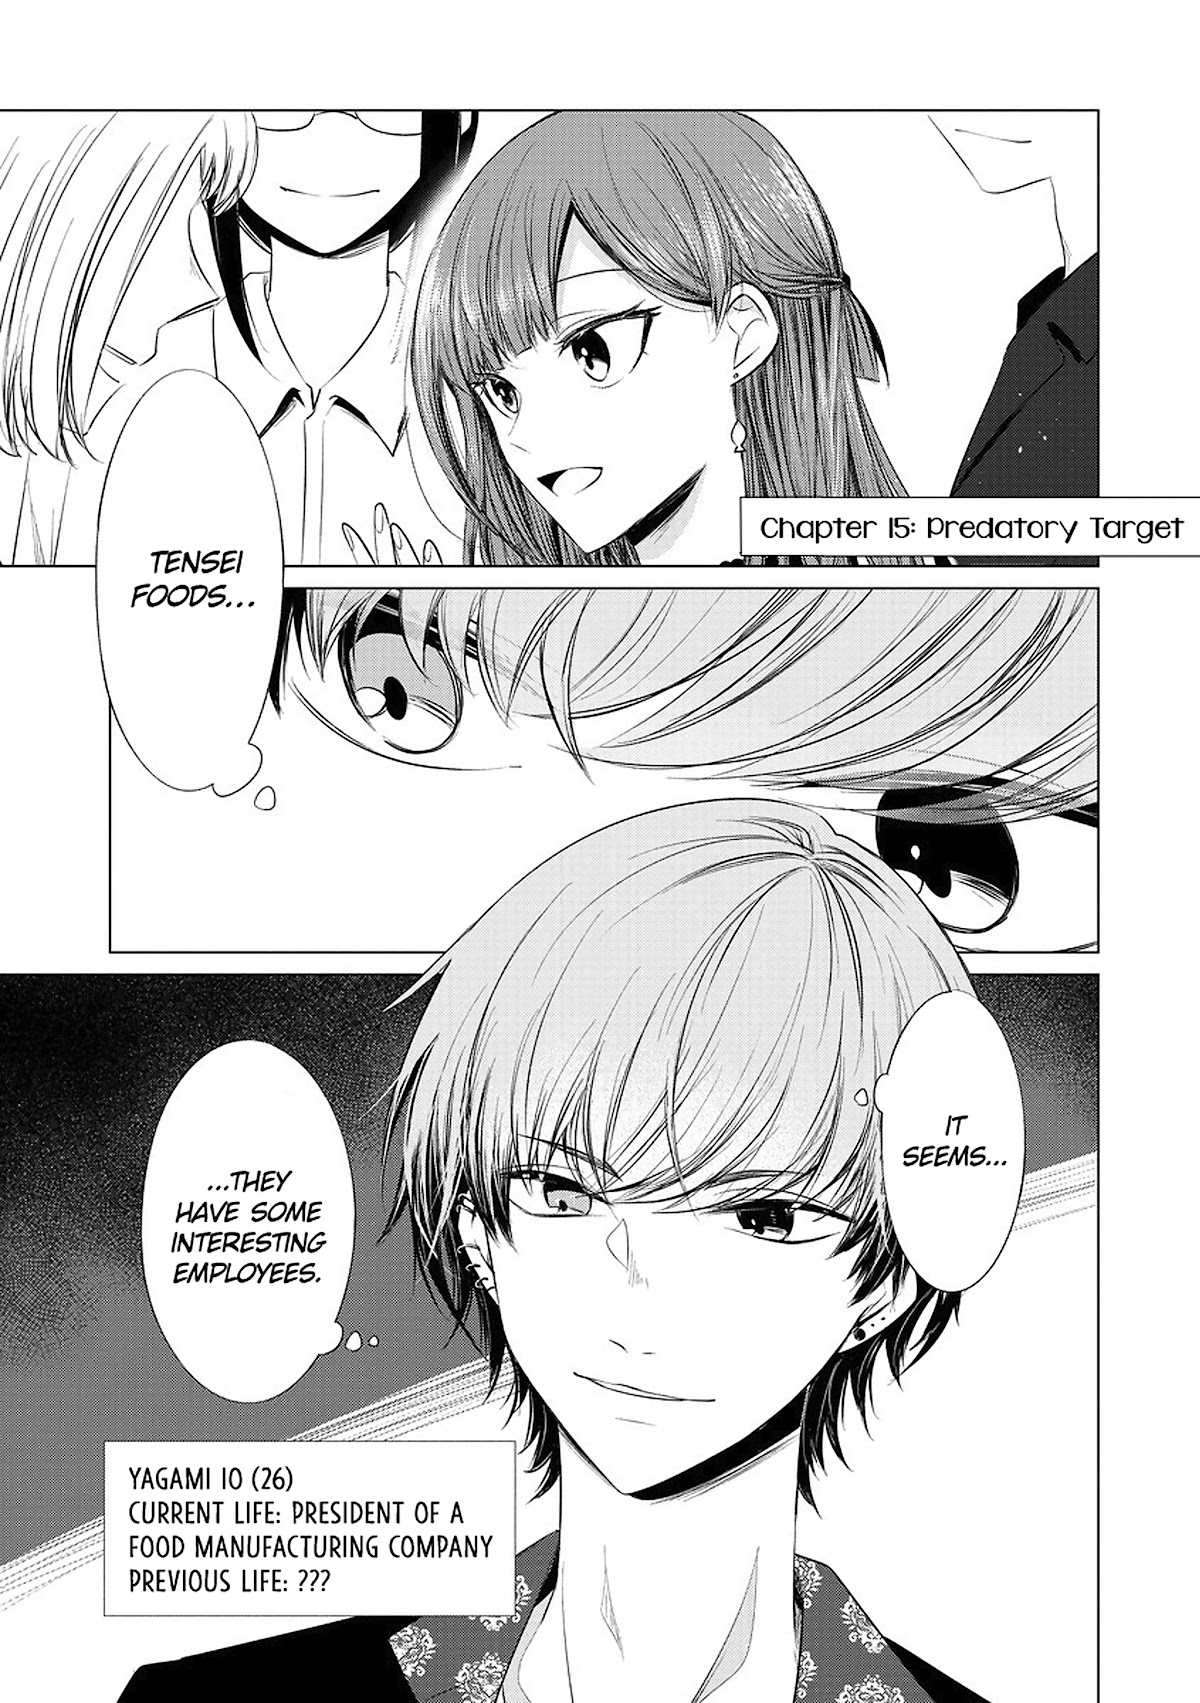 Chapter 15: Predatory Target
TENSEI
FOODS...
IT
SEEMS...
...THEY
HAVE SOME
INTERESTING
EMPLOYEES.
YAGAMI IO (26)
CURRENT LIFE: PRESIDENT OF A
FOOD MANUFACTURING COMPANY
PREVIOUS LIFE: ???